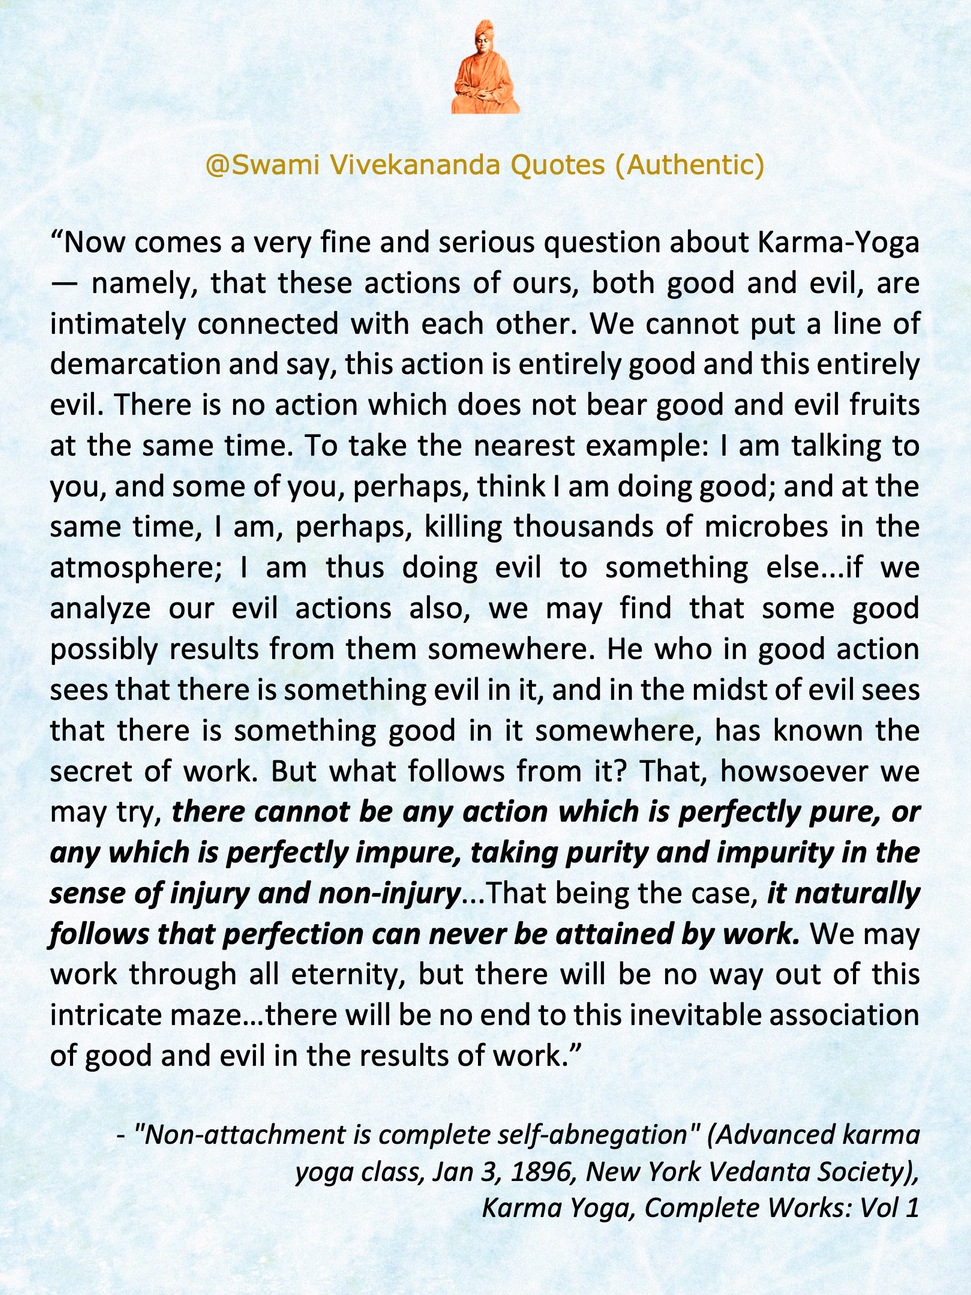 @Swami Vivekananda Quotes (Authentic)
“Now comes a very fine and serious question about Karma-Yoga
— namely, that these actions of ours, both good and evil, are
intimately connected with each other. We cannot put a line of
demarcation and say, this action is entirely good and this entirely
evil. There is no action which does not bear good and evil fruits
at the same time. To take the nearest example: I am talking to
you, and some of you, perhaps, think I am doing good; and at the
same time, I am, perhaps, killing thousands of microbes in the
atmosphere; I am thus doing evil to something else...if we
analyze our evil actions also, we may find that some good
possibly results from them somewhere. He who in good action
sees that there is something evil in it, and in the midst of evil sees
that there is something good in it somewhere, has known the
secret of work. But what follows from it? That, howsoever we
may try, there cannot be any action which is perfectly pure, or
any which is perfectly impure, taking purity and impurity in the
sense of injury and non-injury...That being the case, it naturally
follows that perfection can never be attained by work. We may
work through all eternity, but there will be no way out of this
intricate maze...there will be no end to this inevitable association
of good and evil in the results of work.”
- "Non-attachment is complete self-abnegation" (Advanced karma
yoga class, Jan 3, 1896, New York Vedanta Society),
Karma Yoga, Complete Works: Vol 1